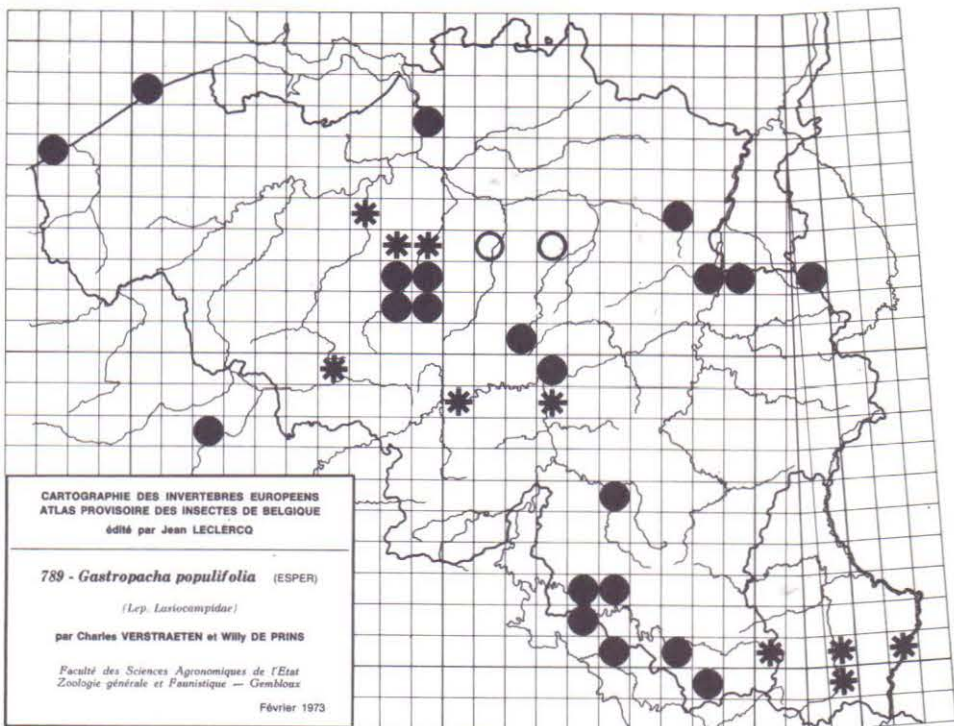 CARTOGRAPHIE DES INVERTEBRES EUROPEENS
ATLAS PROVISOIRE DES INSECTES DE BELGIQUE
édité par Jean LECLERCQ
789 - Gastropacha populifolia (ESPER)
(Lep. Lasiocampidae)
par Charles VERSTRAETEN et Willy DE PRINS
Faculté des Sciences Agronomiques de l'Etat
Zoologie générale et Faunistique — Gembloux
Février 1973